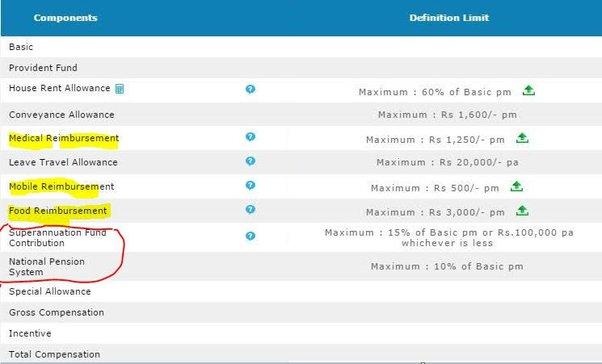 Components Definition Limit
Basic
Provident Fund
House Rent Allowance Maximum : 60% of Basic pm
Conveyance Allowance Maximum : Rs 1,600/- pm
Medical Reimbursement Maximum : Rs 1,250/- pm
Leave Travel Allowance Maximum : Rs 20,000/- pa
Mobile Reimbursement Maximum : Rs 500/- pm
Food Reimbursement Maximum : Rs 3,000/- pm
Superannuation Fund Maximum : 15% of Basic pm or Rs.100,000 pa
Contribution whichever is less
National Pension
System Maximum : 10% of Basic pm
Special Allowance
Gross Compensation
Incentive
Total Compensation